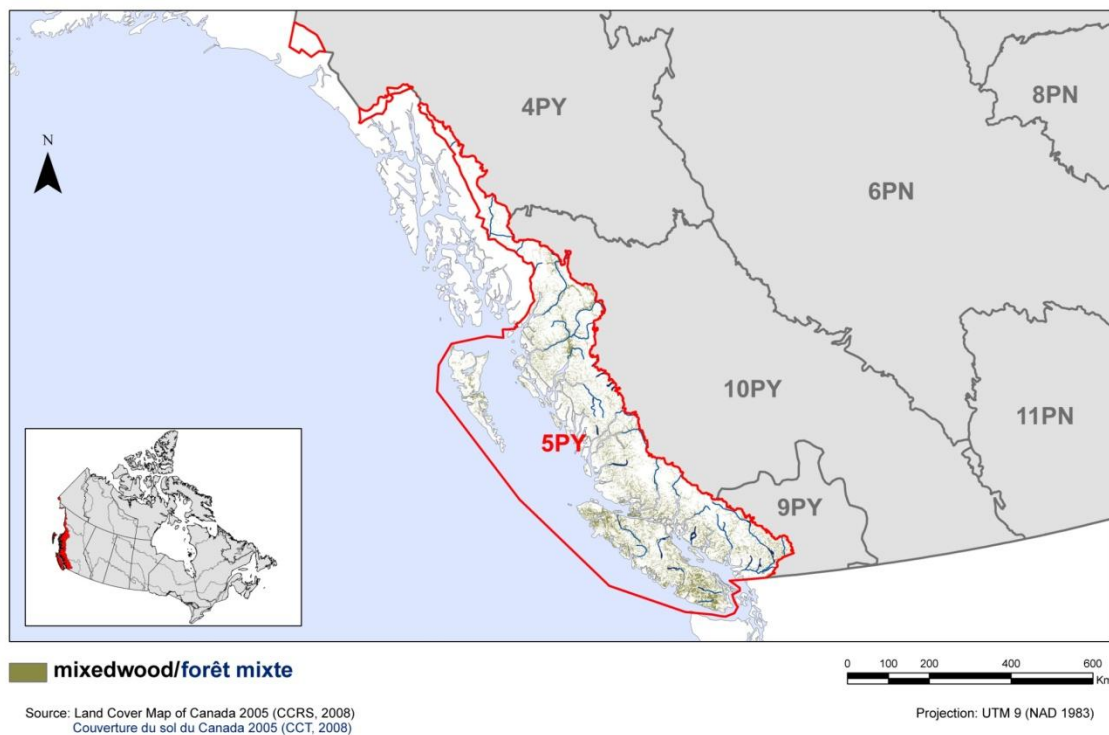 4PY
8PN
N
6PN
10PY
11PN
5PY
9PY
mixedwood/forêt mixte
0 100 200 400 600
Km
Source: Land Cover Map of Canada 2005 (CCRS, 2008)
Couverture du sol du Canada 2005 (CCT, 2008)
Projection: UTM 9 (NAD 1983)